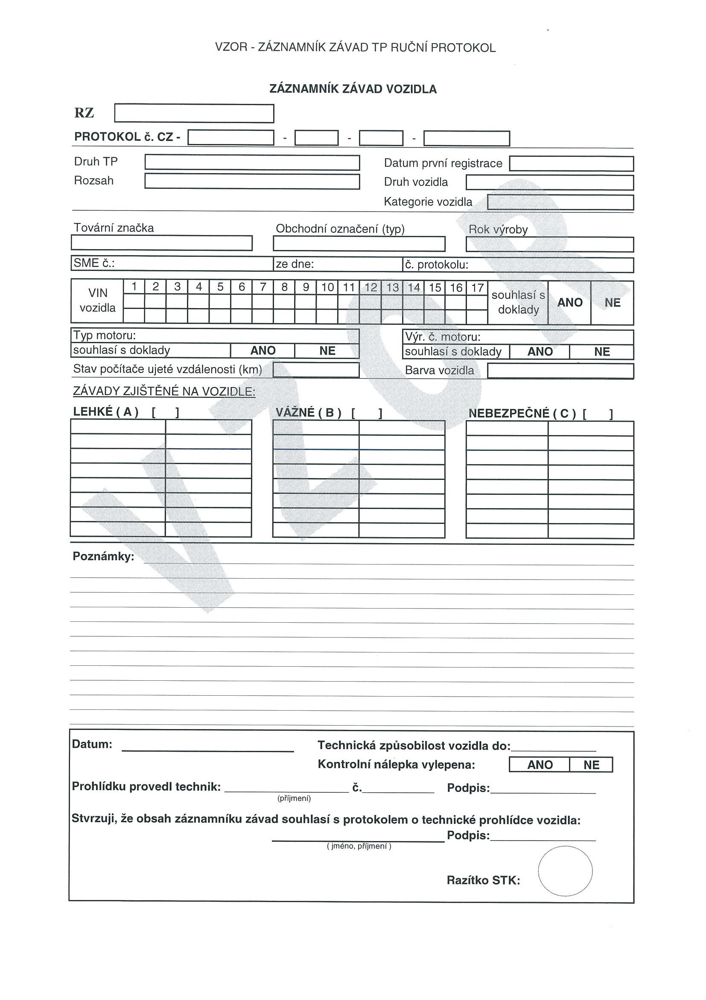 VZOR - ZÁZNAMNÍK ZÁVAD TP RUČNÍ PROTOKOL
ZÁZNAMNÍK ZÁVAD VOZIDLA
RZ
PROTOKOL č. CZ - - - -
Druh TP
Datum první registrace
Rozsah
Druh vozidla
Kategorie vozidla
Tovární značka Obchodní označení (typ) Rok výroby
SME č.: ze dne: č. protokolu:
VIN vozidla 1 2 3 4 5 6 7 8 9 10 11 12 13 14 15 16 17 souhlasí s doklady ANO NE
Typ motoru: Výr. č. motoru:
souhlasí s doklady ANO NE souhlasí s doklady ANO NE
Stav počítače ujeté vzdálenosti (km) Barva vozidla
ZÁVADY ZJIŠTĚNÉ NA VOZIDLE:
LEHKÉ ( A ) [ ] VÁŽNÉ ( B ) [ ] NEBEZPEČNÉ ( C ) [ ]
Poznámky:
Datum: Technická způsobilost vozidla do:
Kontrolní nálepka vylepena: ANO NE
Prohlídku provedl technik: č. Podpis:
(příjmení)
Stvrzuji, že obsah záznamníku závad souhlasí s protokolem o technické prohlídce vozidla:
Podpis:
( jméno, příjmení )
Razítko STK:
VZOR